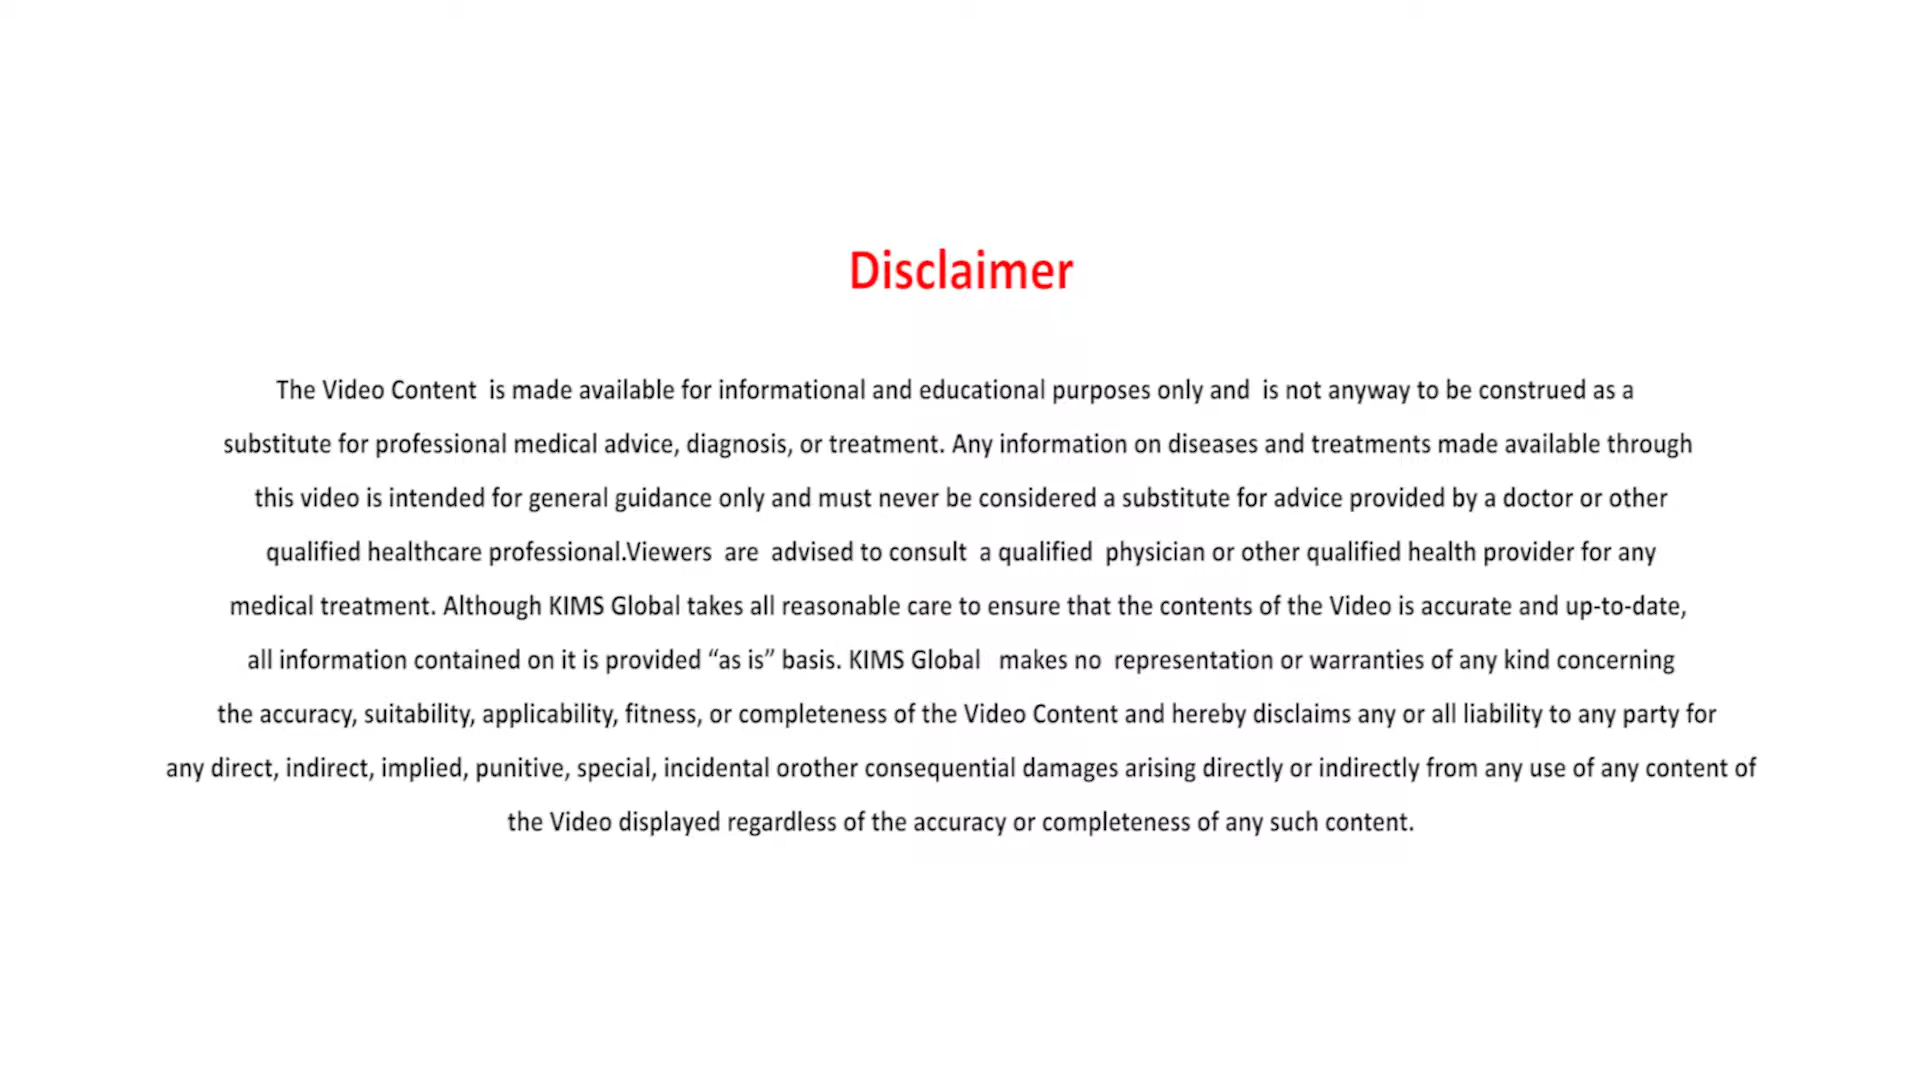 Disclaimer
The Video Content  is made available for informational and educational purposes only and  is not anyway to be construed as a
substitute for professional medical advice, diagnosis, or treatment. Any information on diseases and treatments made available through
this video is intended for general guidance only and must never be considered a substitute for advice provided by a doctor or other
qualified healthcare professional.Viewers  are  advised to consult  a qualified  physician or other qualified health provider for any
medical treatment. Although KIMS Global takes all reasonable care to ensure that the contents of the Video is accurate and up-to-date,
all information contained on it is provided “as is” basis. KIMS Global   makes no  representation or warranties of any kind concerning
the accuracy, suitability, applicability, fitness, or completeness of the Video Content and hereby disclaims any or all liability to any party for
any direct, indirect, implied, punitive, special, incidental orother consequential damages arising directly or indirectly from any use of any content of
the Video displayed regardless of the accuracy or completeness of any such content.